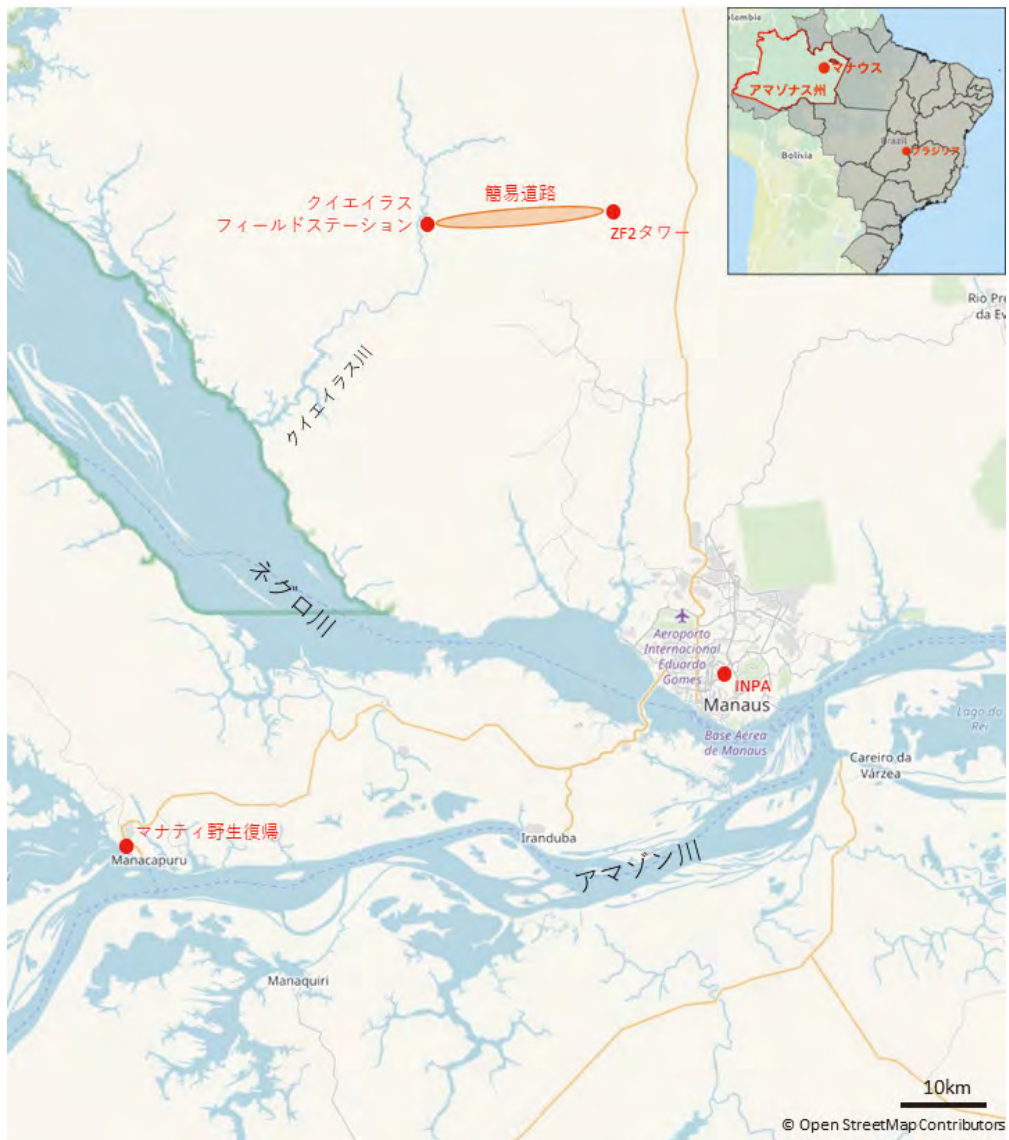 lombia
マナウス
アマゾナス州
Brazil
ブラジリア
Bolivia
クイエイラス
フィールドステーション
簡易道路
ZF2タワー
Rio Pre
da Ev
クイエイラス川
ネグロ川
Aeroporto
Internacional
Eduardo
Gomes
INPA
Manaus
Base Aérea
de Manaus
Lago do
Rei
Careiro da
Várzea
マナティ野生復帰
Manacapuru
Iranduba
アマゾン川
Manaquiri
10km
© Open StreetMap Contributors